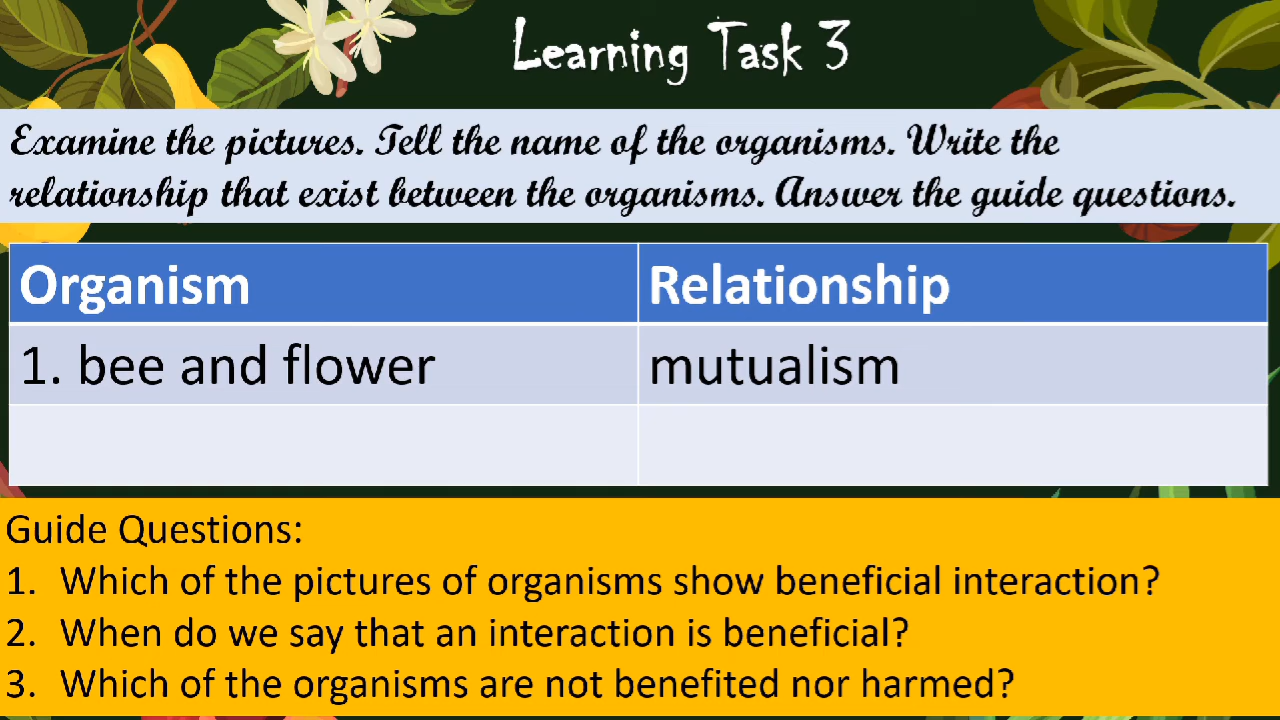 Learning Task 3
Examine the pictures. Tell the name of the organisms. Write the
relationship that exist between the organisms. Answer the guide questions.
Organism Relationship
1. bee and flower mutualism
Guide Questions:
1. Which of the pictures of organisms show beneficial interaction?
2. When do we say that an interaction is beneficial?
3. Which of the organisms are not benefited nor harmed?